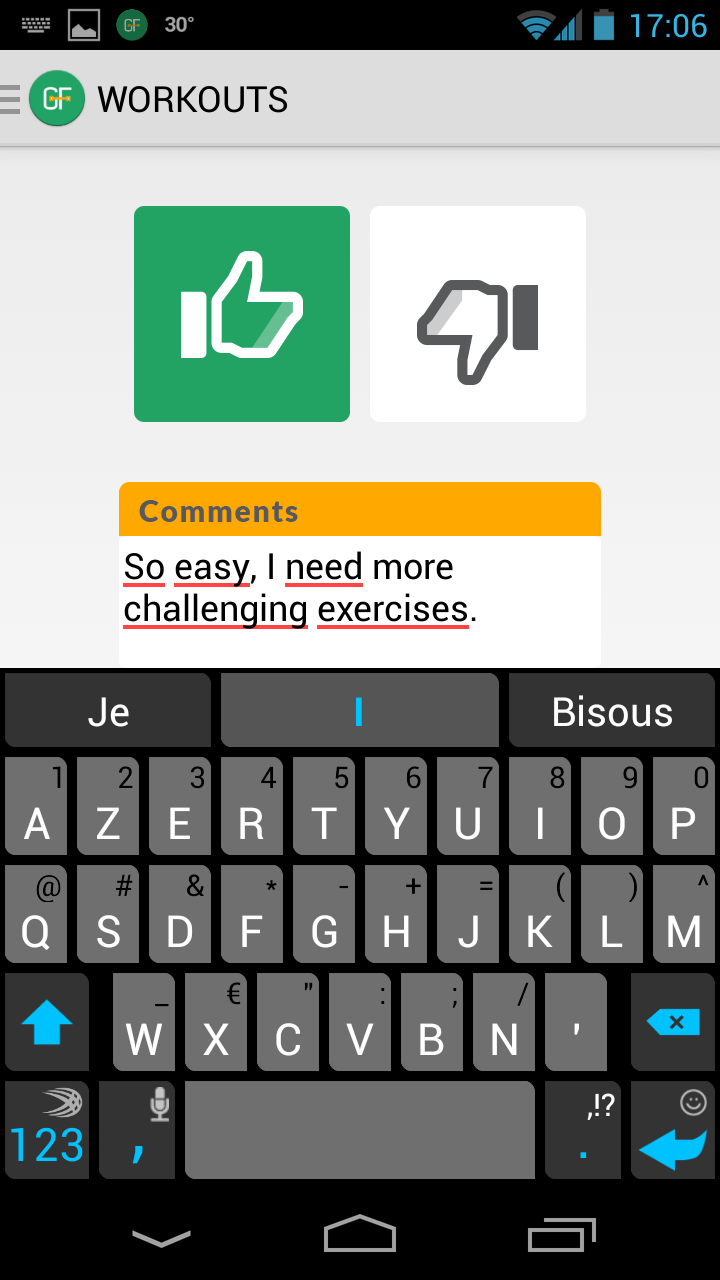 GF 30° 17:06
GF WORKOUTS
Comments
So easy, I need more
challenging exercises.
Je I Bisous
1 2 3 4 5 6 7 8 9 0
A Z E R T Y U I O P
@ # & * - + = ( ) ^
Q S D F G H J K L M
_ € " : ; /
W X C V B N '
,!?
123 , .